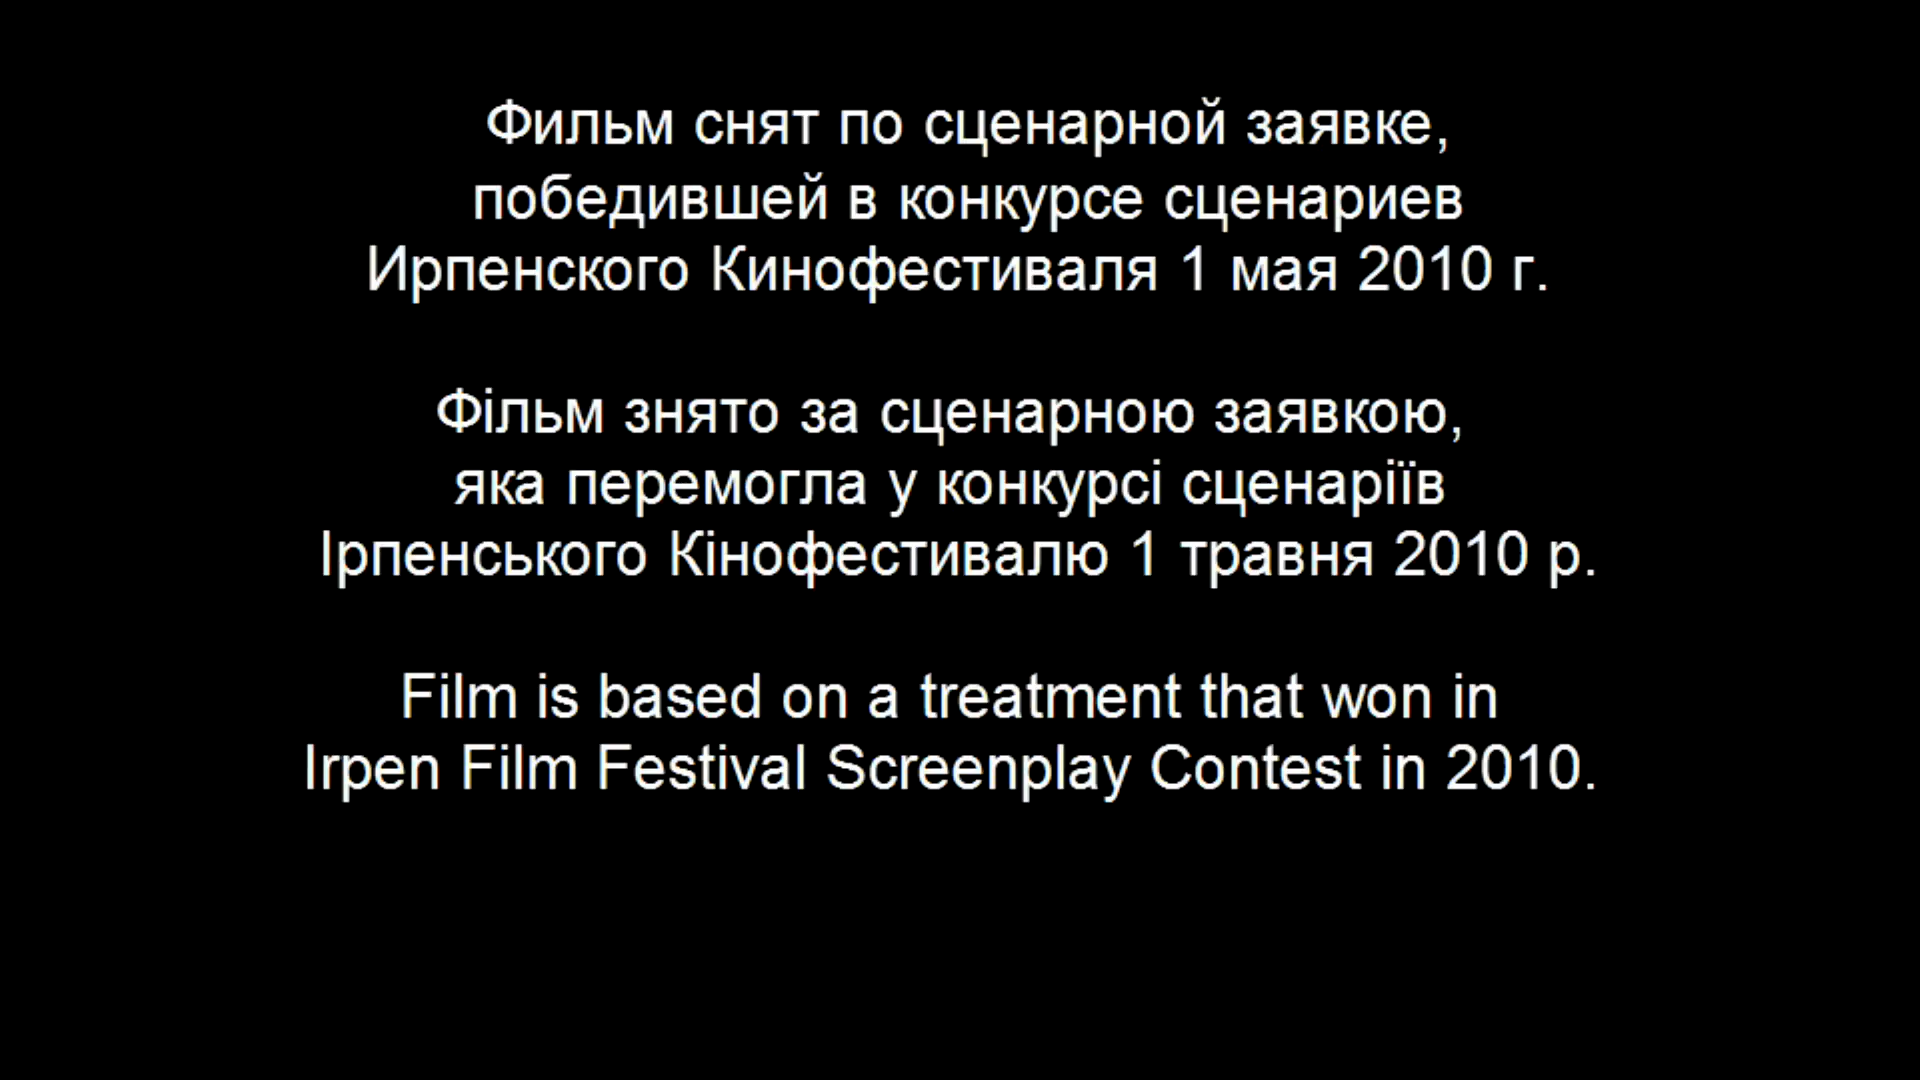 Фильм снят по сценарной заявке,
победившей в конкурсе сценариев
Ирпенского Кинофестиваля 1 мая 2010 г.
Фільм знято за сценарною заявкою,
яка перемогла у конкурсі сценаріїв
Ірпенського Кінофестивалю 1 травня 2010 р.
Film is based on a treatment that won in
Irpen Film Festival Screenplay Contest in 2010.